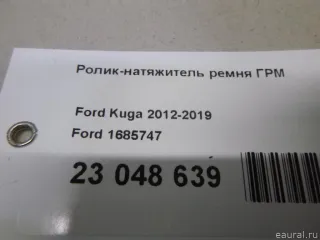 Ролик-натяжитель ремня ГРМ
Ford Kuga 2012-2019
Ford 1685747
23 048 639
eaural.ru